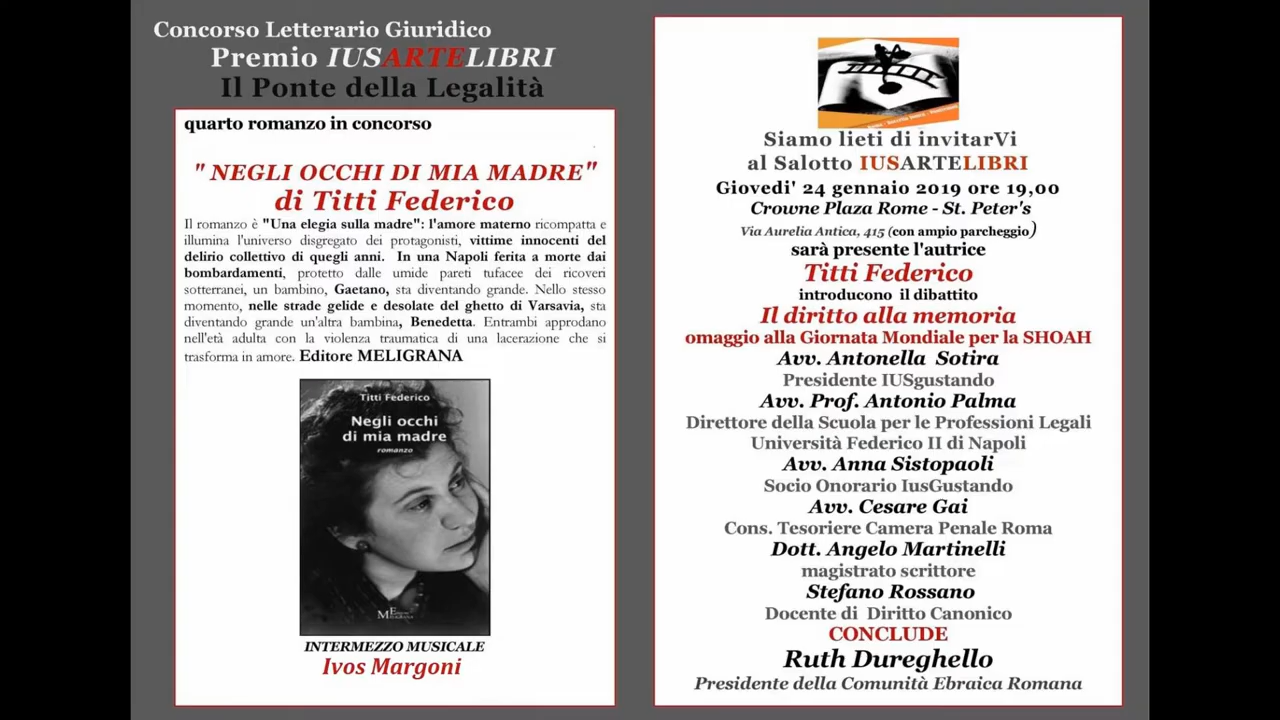 Concorso Letterario Giuridico
Premio IUSARTELIBRI
Il Ponte della Legalità
quarto romanzo in concorso
" NEGLI OCCHI DI MIA MADRE"
di Titti Federico
Il romanzo è "Una elegia sulla madre": l'amore materno ricompatta e
illumina l'universo disgregato dei protagonisti, vittime innocenti del
delirio collettivo di quegli anni. In una Napoli ferita a morte dai
bombardamenti, protetto dalle umide pareti tufacee dei ricoveri
sotterranei, un bambino, Gaetano, sta diventando grande. Nello stesso
momento, nelle strade gelide e desolate del ghetto di Varsavia, sta
diventando grande un'altra bambina, Benedetta. Entrambi approdano
nell'età adulta con la violenza traumatica di una lacerazione che si
trasforma in amore. Editore MELIGRANA
Titti Federico
Negli occhi
di mia madre
romanzo
INTERMEZZO MUSICALE
Ivos Margoni
Siamo lieti di invitarVi
al Salotto IUSARTELIBRI
Giovedi' 24 gennaio 2019 ore 19,00
Crowne Plaza Rome - St. Peter's
Via Aurelia Antica, 415 (con ampio parcheggio)
sarà presente l'autrice
Titti Federico
introducono il dibattito
Il diritto alla memoria
omaggio alla Giornata Mondiale per la SHOAH
Avv. Antonella Sotira
Presidente IUSgustando
Avv. Prof. Antonio Palma
Direttore della Scuola per le Professioni Legali
Università Federico II di Napoli
Avv. Anna Sistopaoli
Socio Onorario IusGustando
Avv. Cesare Gai
Cons. Tesoriere Camera Penale Roma
Dott. Angelo Martinelli
magistrato scrittore
Stefano Rossano
Docente di Diritto Canonico
CONCLUDE
Ruth Dureghello
Presidente della Comunità Ebraica Romana